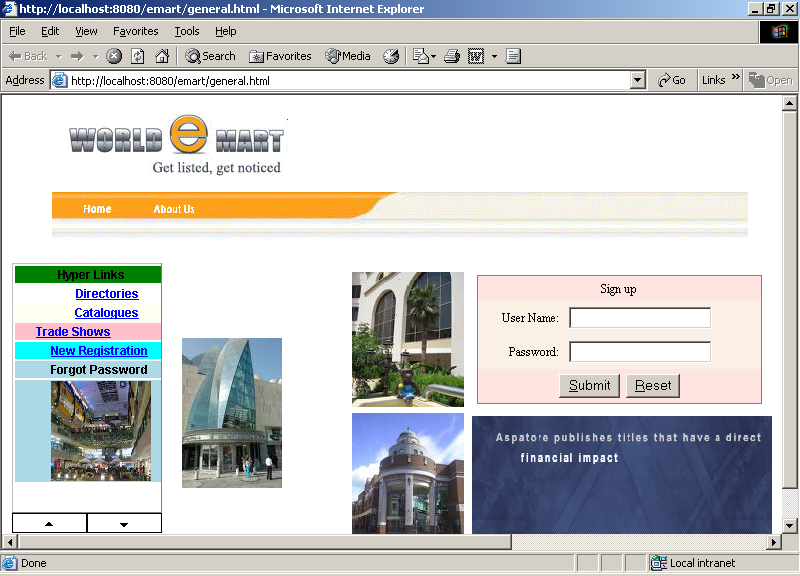 http://localhost:8080/emart/general.html - Microsoft Internet Explorer
File Edit View Favorites Tools Help
Back Search Favorites Media
Address http://localhost:8080/emart/general.html Go Links » Open
WORLD e MART
Get listed, get noticed
Home About Us
Hyper Links
Directories
Catalogues
Trade Shows
New Registration
Forgot Password
Sign up
User Name:
Password:
Submit Reset
Aspatore publishes titles that have a direct
financial impact
Done Local intranet